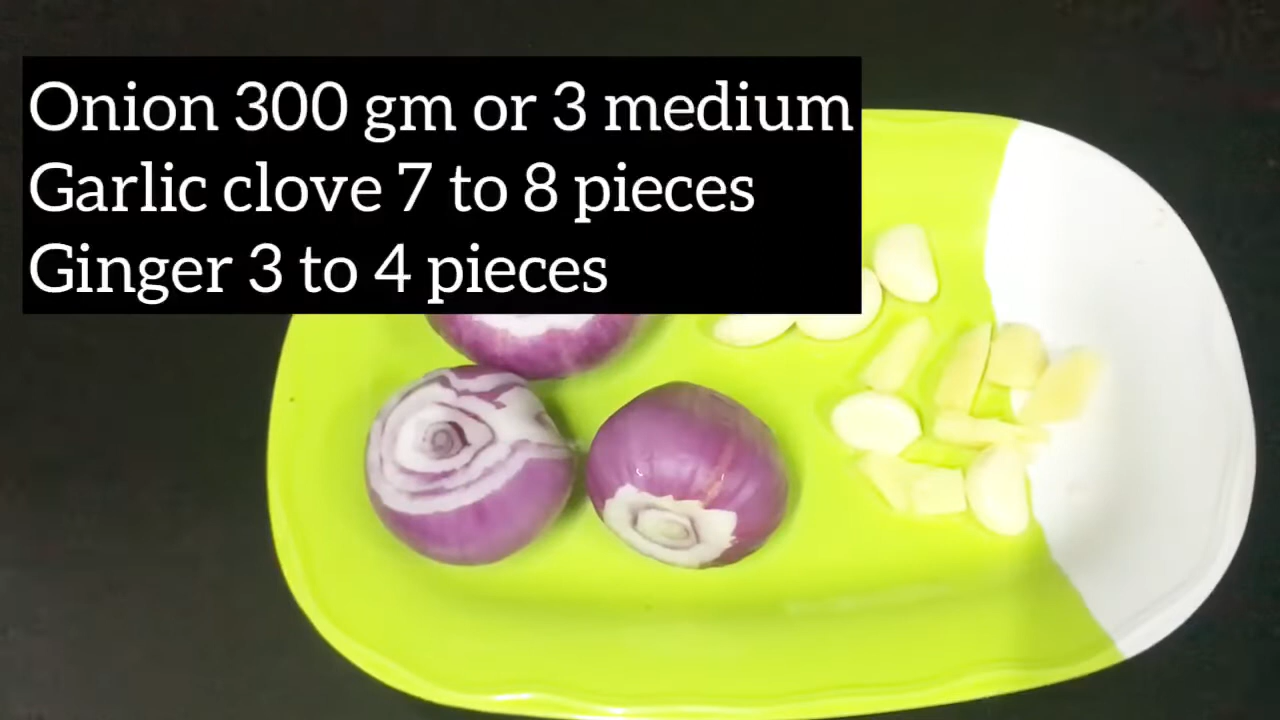 Onion 300 gm or 3 medium
Garlic clove 7 to 8 pieces
Ginger 3 to 4 pieces